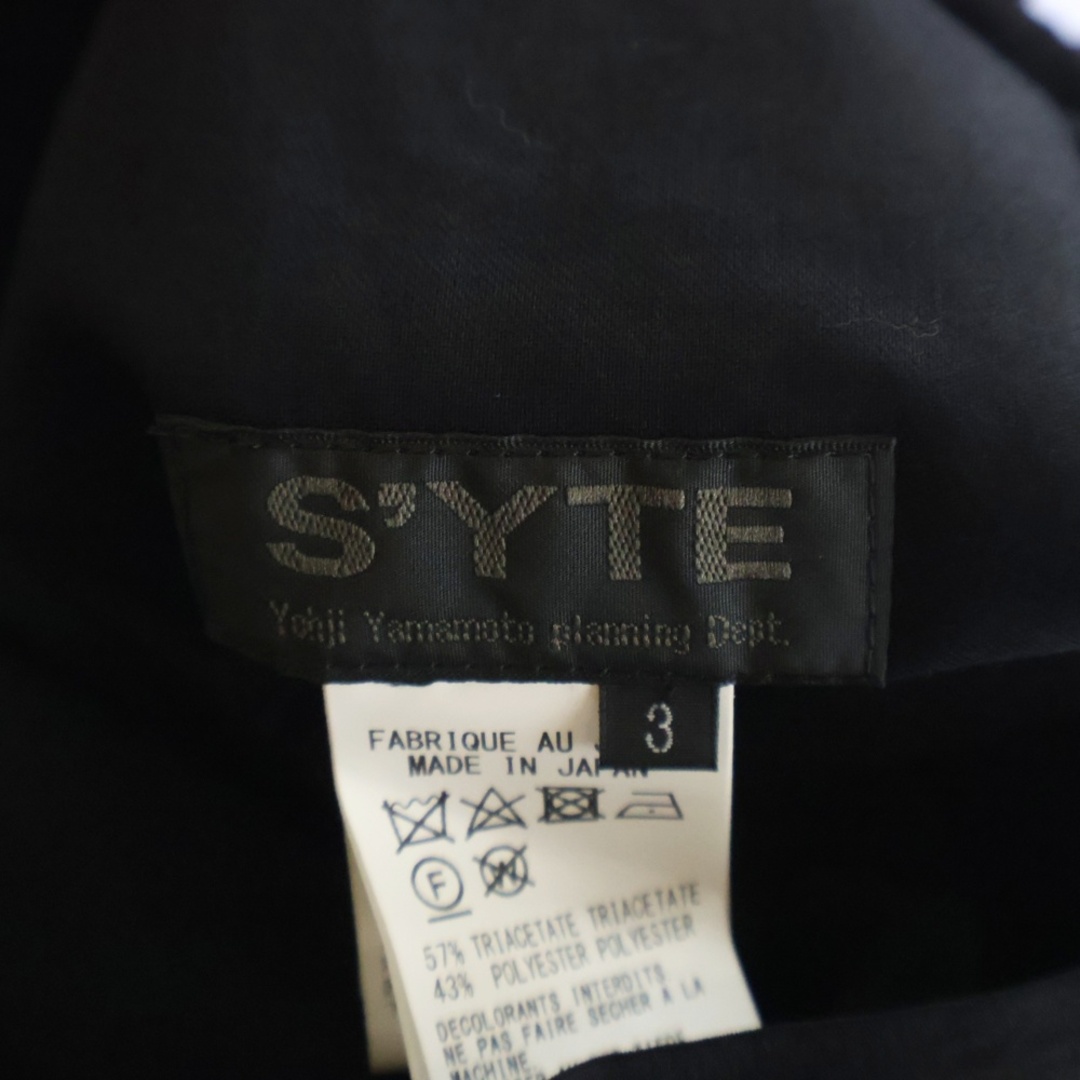 S'YTE
Yohji Yamamoto planning Dept.
3
FABRIQUE AU
MADE IN JAPAN
F
W
57% TRIACETATE TRIACETATE
43% POLYESTER POLYESTER
DECOLORANTS INTERDITS
NE PAS FAIRE SECHER A LA
MACHINE.